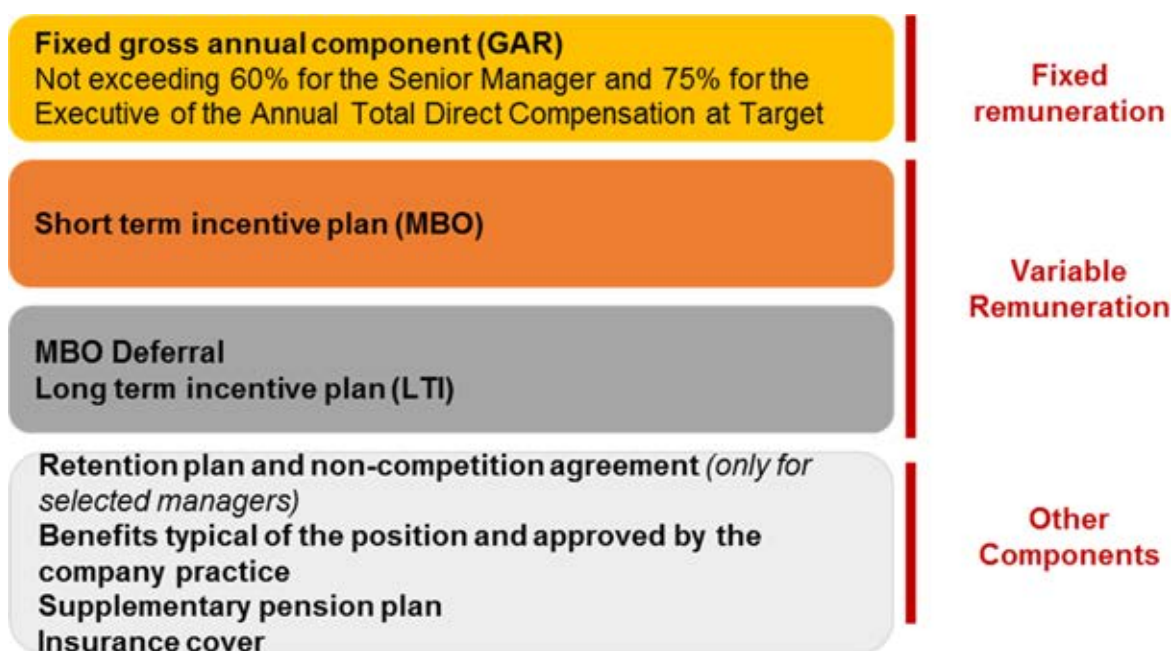 Fixed gross annual component (GAR)
Not exceeding 60% for the Senior Manager and 75% for the
Executive of the Annual Total Direct Compensation at Target
Fixed
remuneration
Short term incentive plan (MBO)
MBO Deferral
Long term incentive plan (LTI)
Variable
Remuneration
Retention plan and non-competition agreement (only for
selected managers)
Benefits typical of the position and approved by the
company practice
Supplementary pension plan
Insurance cover
Other
Components